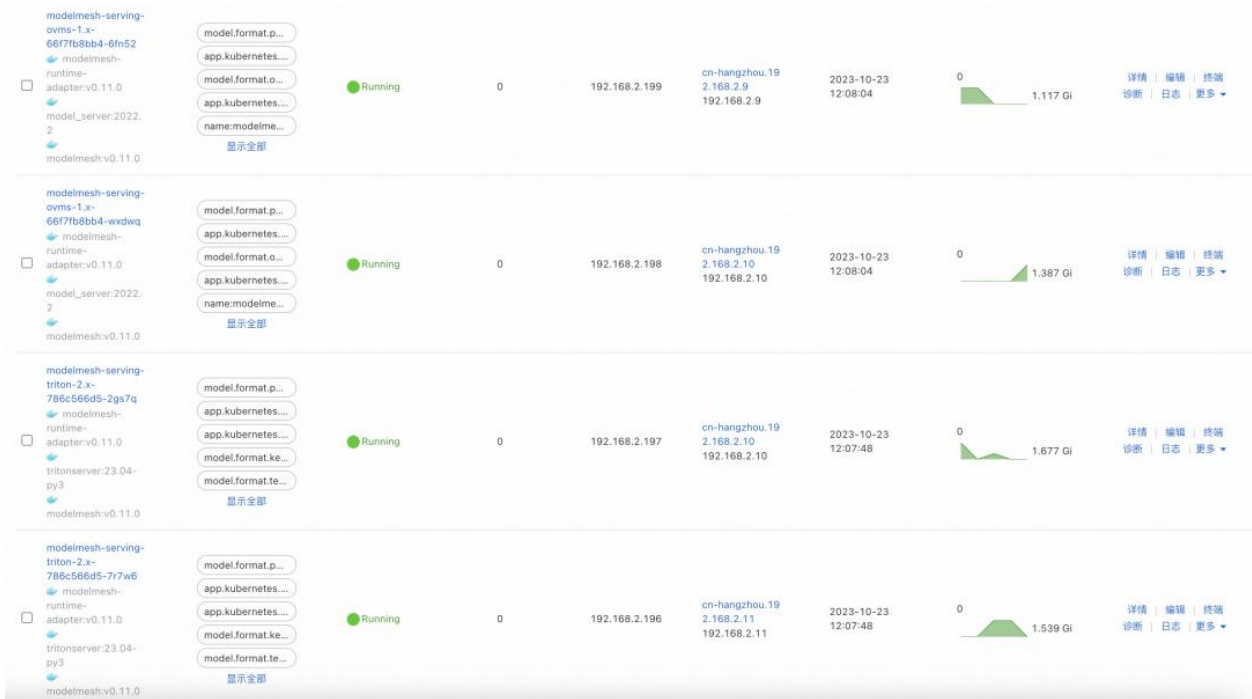 modelmesh-serving-
ovms-1.x-
66f7fb8bb4-6fn52
modelmesh-
runtime-
adapter:v0.11.0
model_server:2022.
2
modelmesh:v0.11.0
model.format.p...
app.kubernetes....
model.format.o...
app.kubernetes....
name:modelme...
显示全部
Running
0
192.168.2.199
cn-hangzhou.19
2.168.2.9
192.168.2.9
2023-10-23
12:08:04
0
1.117 Gi
详情 | 编辑 | 终端
诊断 | 日志 | 更多
modelmesh-serving-
ovms-1.x-
66f7fb8bb4-wxdwq
modelmesh-
runtime-
adapter:v0.11.0
model_server:2022.
2
modelmesh:v0.11.0
model.format.p...
app.kubernetes....
model.format.o...
app.kubernetes....
name:modelme...
显示全部
Running
0
192.168.2.198
cn-hangzhou.19
2.168.2.10
192.168.2.10
2023-10-23
12:08:04
0
1.387 Gi
详情 | 编辑 | 终端
诊断 | 日志 | 更多
modelmesh-serving-
triton-2.x-
786c566d5-2gs7q
modelmesh-
runtime-
adapter:v0.11.0
tritonserver:23.04-
py3
modelmesh:v0.11.0
model.format.p...
app.kubernetes....
app.kubernetes....
model.format.ke...
model.format.te...
显示全部
Running
0
192.168.2.197
cn-hangzhou.19
2.168.2.10
192.168.2.10
2023-10-23
12:07:48
0
1.677 Gi
详情 | 编辑 | 终端
诊断 | 日志 | 更多
modelmesh-serving-
triton-2.x-
786c566d5-7r7w6
modelmesh-
runtime-
adapter:v0.11.0
tritonserver:23.04-
py3
modelmesh:v0.11.0
model.format.p...
app.kubernetes....
app.kubernetes....
model.format.ke...
model.format.te...
显示全部
Running
0
192.168.2.196
cn-hangzhou.19
2.168.2.11
192.168.2.11
2023-10-23
12:07:48
0
1.539 Gi
详情 | 编辑 | 终端
诊断 | 日志 | 更多